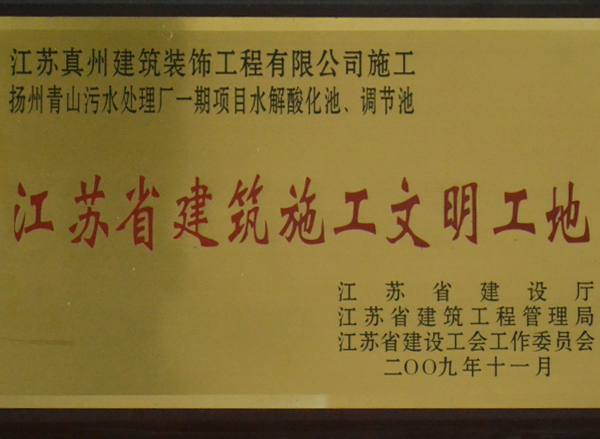 江苏真州建筑装饰工程有限公司施工
扬州青山污水处理厂一期项目水解酸化池、调节池
江苏省建筑施工文明工地
江苏省建设厅
江苏省建筑工程管理局
江苏省建设工会工作委员会
二〇〇九年十一月